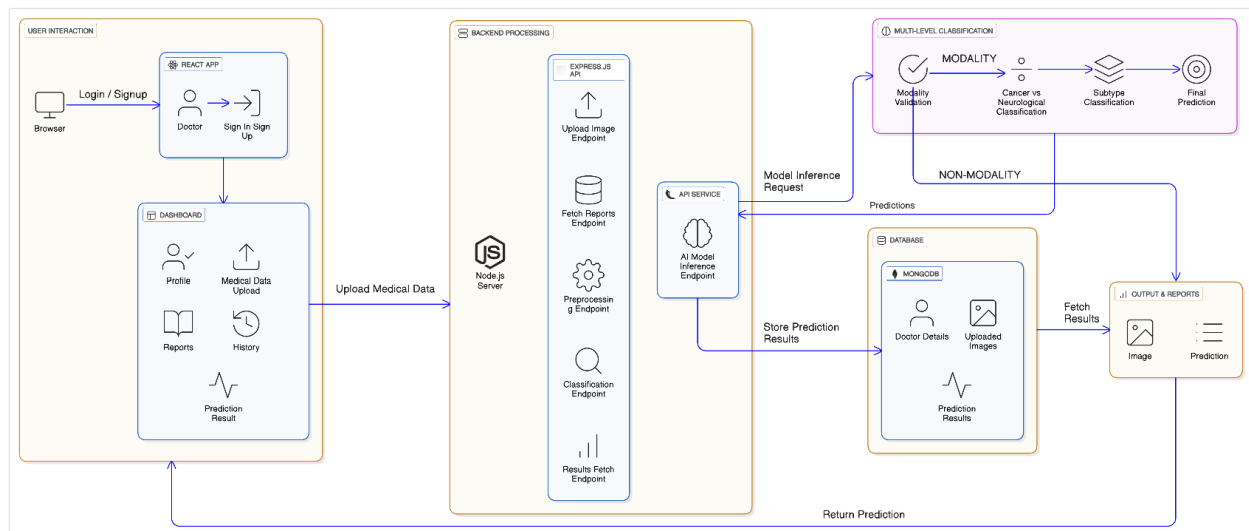 USER INTERACTION
REACT APP
Login / Signup
Browser
Doctor
Sign In Sign
Up
DASHBOARD
Profile
Medical Data
Upload
Reports
History
Prediction
Result
Upload Medical Data
BACKEND PROCESSING
JS
Node.js
Server
EXPRESS.JS
API
Upload Image
Endpoint
Fetch Reports
Endpoint
Preprocessin
g Endpoint
Classification
Endpoint
Results Fetch
Endpoint
API SERVICE
AI Model
Inference
Endpoint
Model Inference
Request
Predictions
Store Prediction
Results
MULTI-LEVEL CLASSIFICATION
Modality
Validation
MODALITY
Cancer vs
Neurological
Classification
Subtype
Classification
Final
Prediction
NON-MODALITY
DATABASE
MONGODB
Doctor Details
Uploaded
Images
Prediction
Results
Fetch
Results
OUTPUT & REPORTS
Image
Prediction
Return Prediction